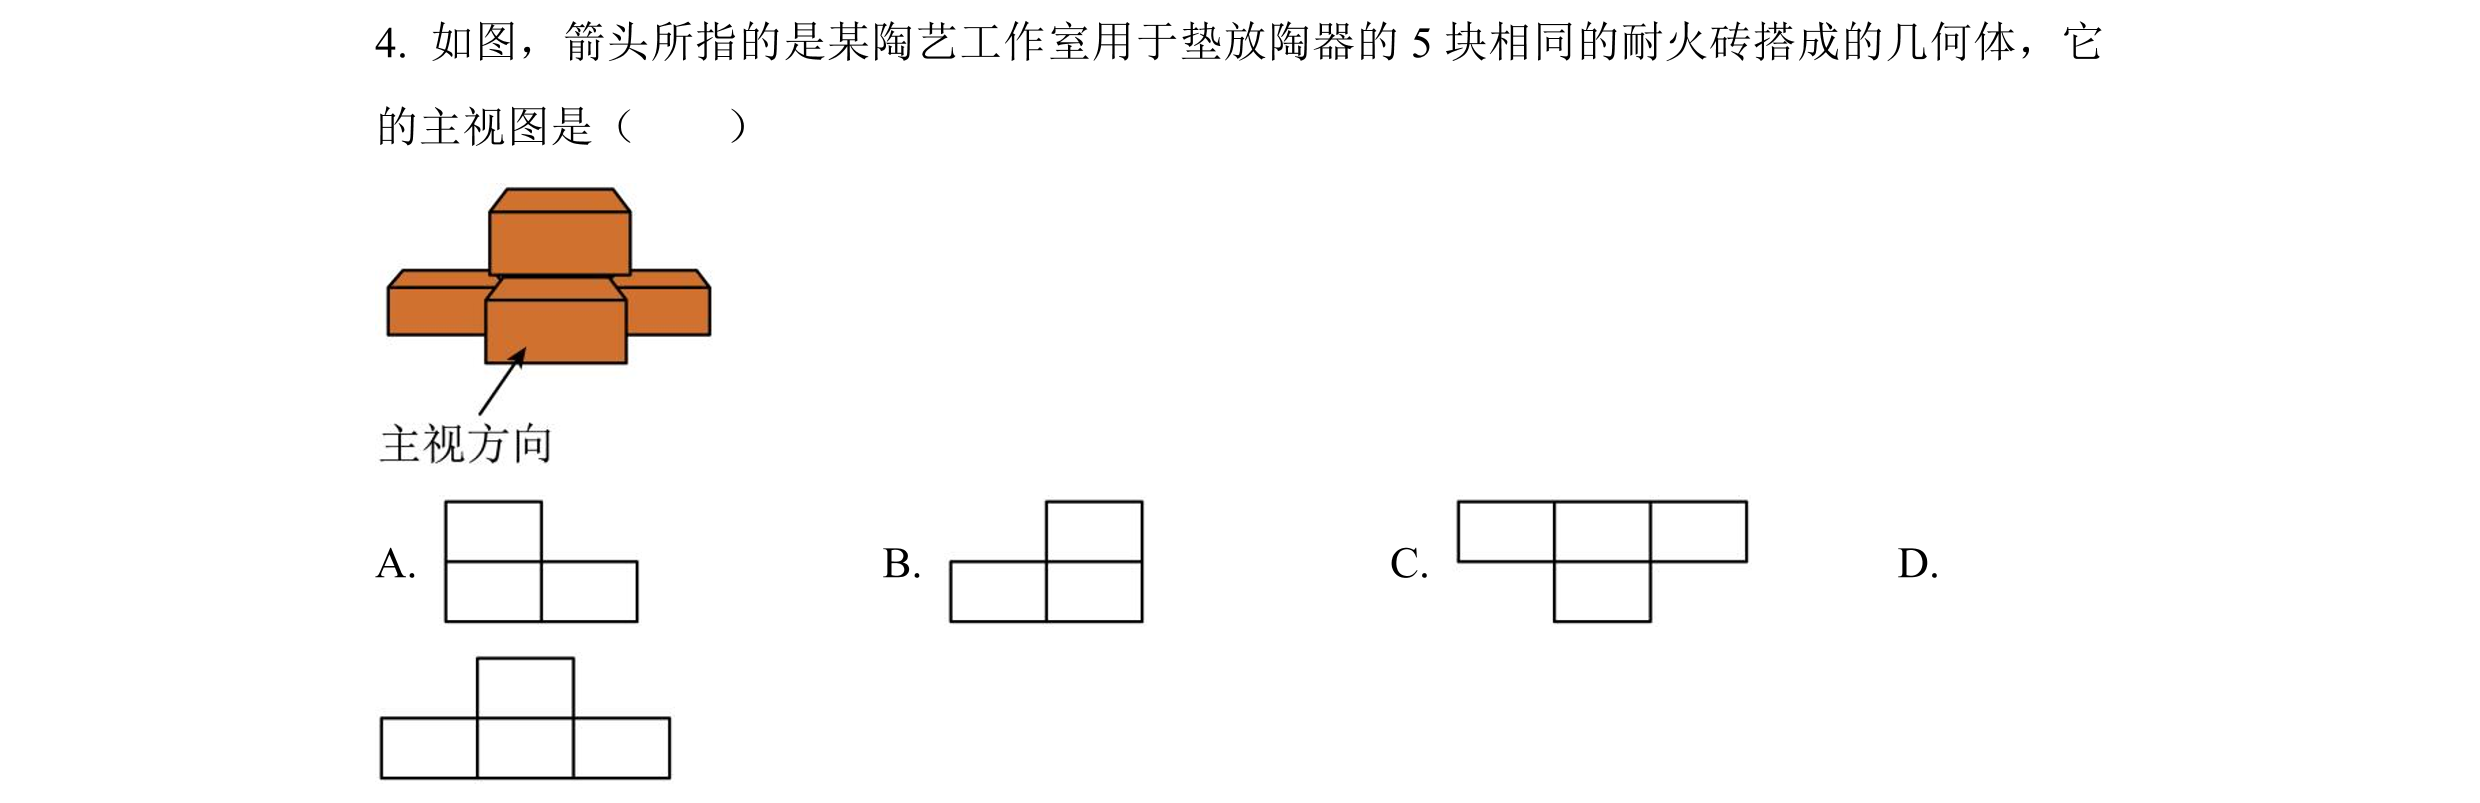 4. 如图，箭头所指的是某陶艺工作室用于垫放陶器的 5 块相同的耐火砖搭成的几何体，它
的主视图是（　　）
主视方向
A. B. C. D.